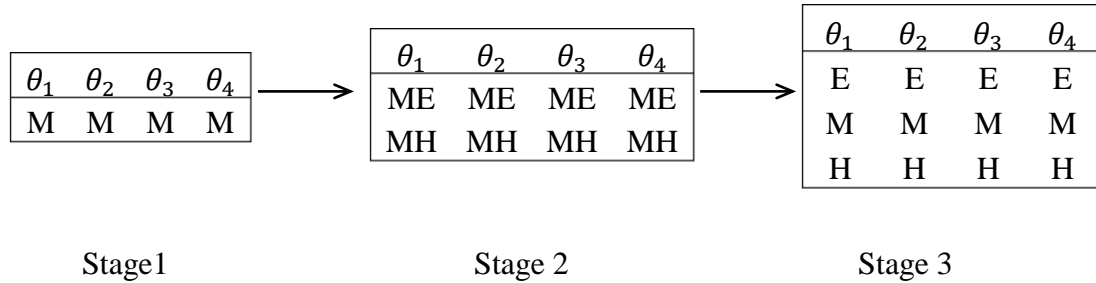 θ₁ θ₂ θ₃ θ₄
M M M M
Stage1
θ₁ θ₂ θ₃ θ₄
ME ME ME ME
MH MH MH MH
Stage 2
θ₁ θ₂ θ₃ θ₄
E E E E
M M M M
H H H H
Stage 3